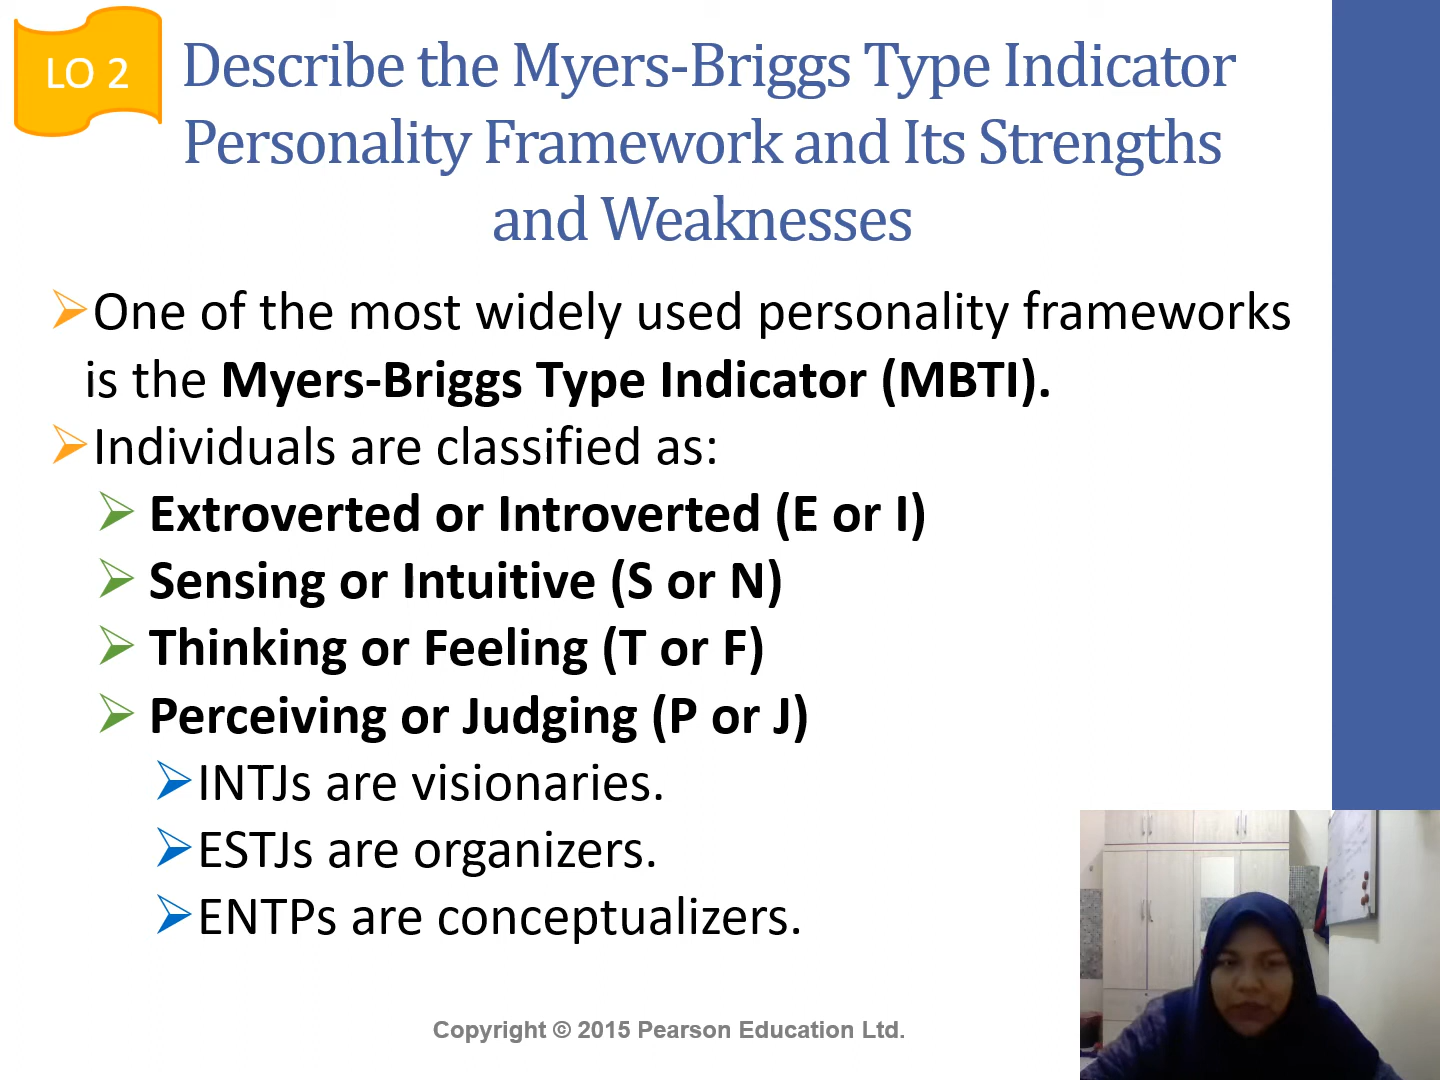 LO 2
Describe the Myers-Briggs Type Indicator
Personality Framework and Its Strengths
and Weaknesses
One of the most widely used personality frameworks
is the Myers-Briggs Type Indicator (MBTI).
Individuals are classified as:
Extroverted or Introverted (E or I)
Sensing or Intuitive (S or N)
Thinking or Feeling (T or F)
Perceiving or Judging (P or J)
INTJs are visionaries.
ESTJs are organizers.
ENTPs are conceptualizers.
Copyright © 2015 Pearson Education Ltd.